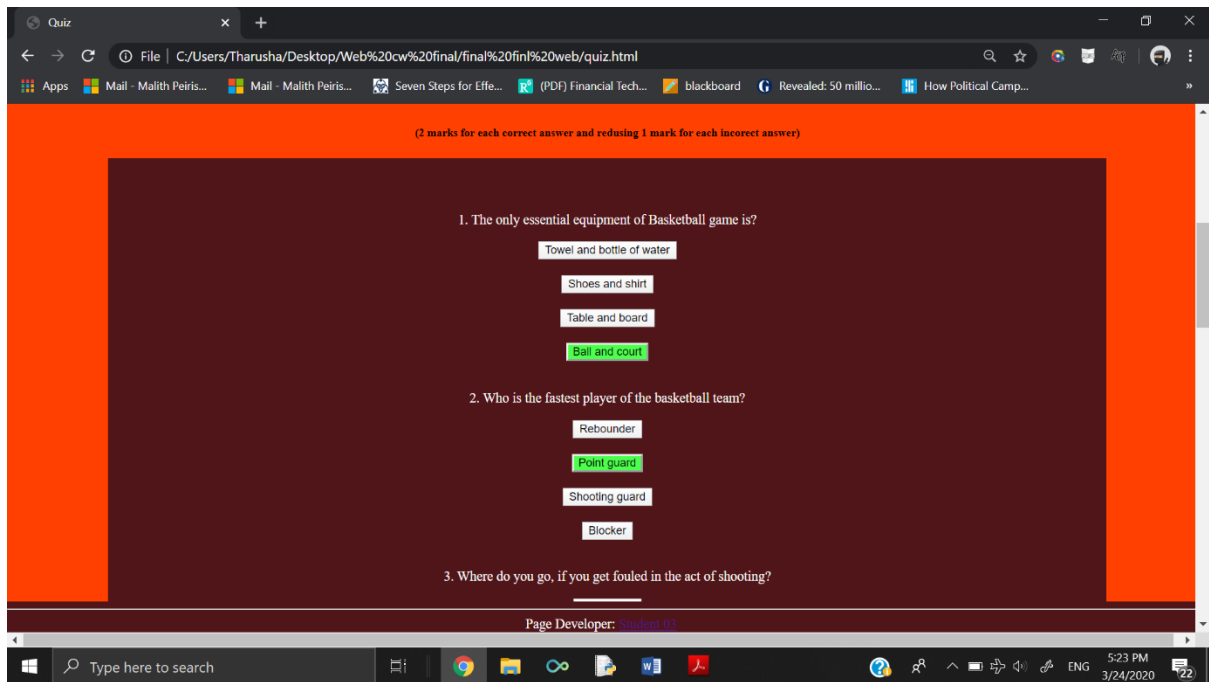 Quiz
File | C:/Users/Tharusha/Desktop/Web%20cw%20final/final%20finl%20web/quiz.html
Apps Mail - Malith Peiris... Mail - Malith Peiris... Seven Steps for Effe... (PDF) Financial Tech... blackboard Revealed: 50 millio... How Political Camp...
(2 marks for each correct answer and redusing 1 mark for each incorect answer)
1. The only essential equipment of Basketball game is?
Towel and bottle of water
Shoes and shirt
Table and board
Ball and court
2. Who is the fastest player of the basketball team?
Rebounder
Point guard
Shooting guard
Blocker
3. Where do you go, if you get fouled in the act of shooting?
Page Developer: Student 03
Type here to search
ENG
5:23 PM
3/24/2020
22